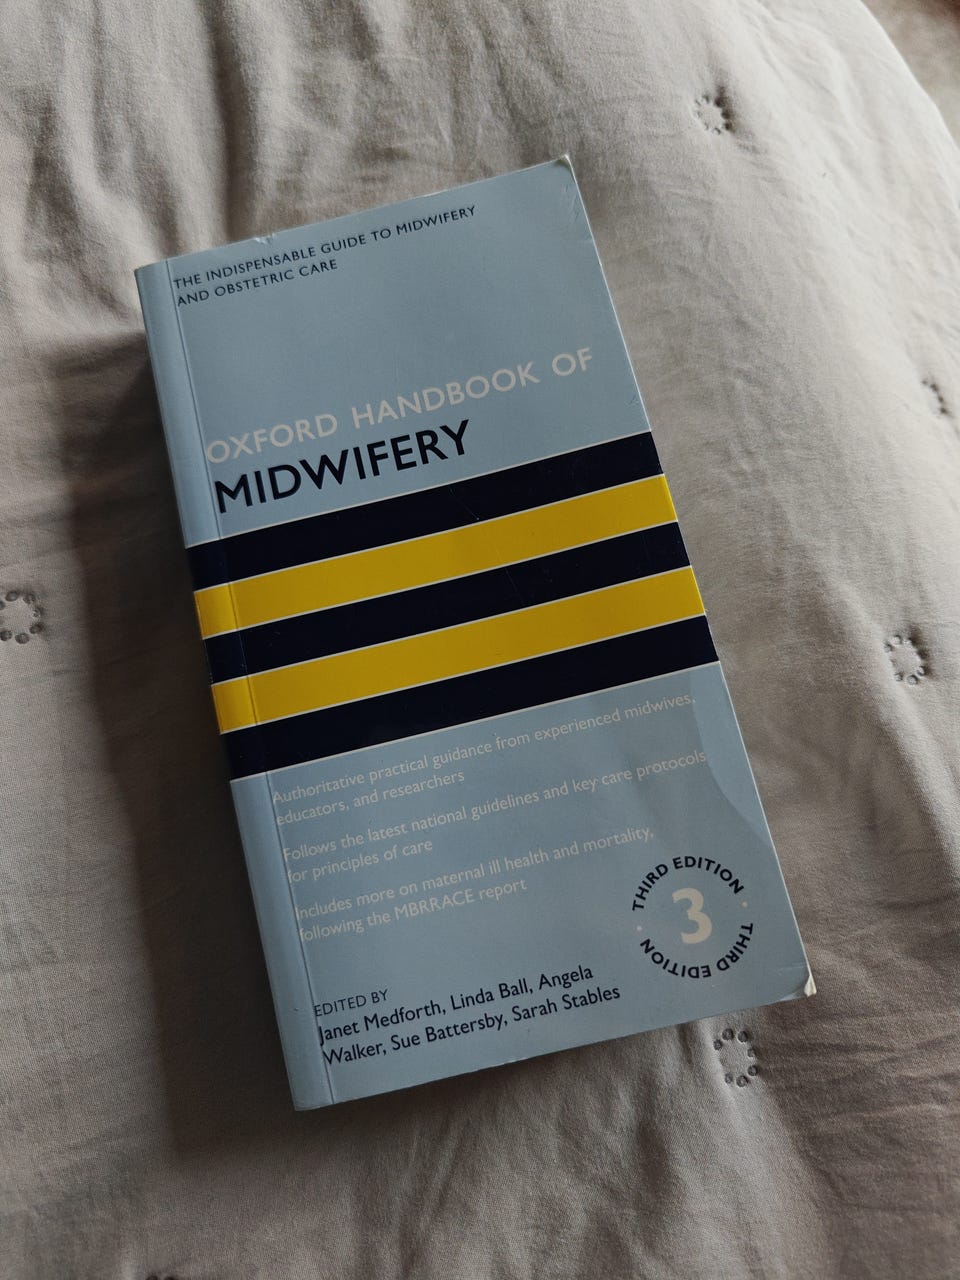 THE INDISPENSABLE GUIDE TO MIDWIFERY
AND OBSTETRIC CARE
OXFORD HANDBOOK OF
MIDWIFERY
Authoritative practical guidance from experienced midwives,
educators, and researchers
Follows the latest national guidelines and key care protocols
for principles of care
Includes more on maternal ill health and mortality,
following the MBRRACE report
THIRD EDITION
3
THIRD EDITION
EDITED BY
Janet Medforth, Linda Ball, Angela
Walker, Sue Battersby, Sarah Stables